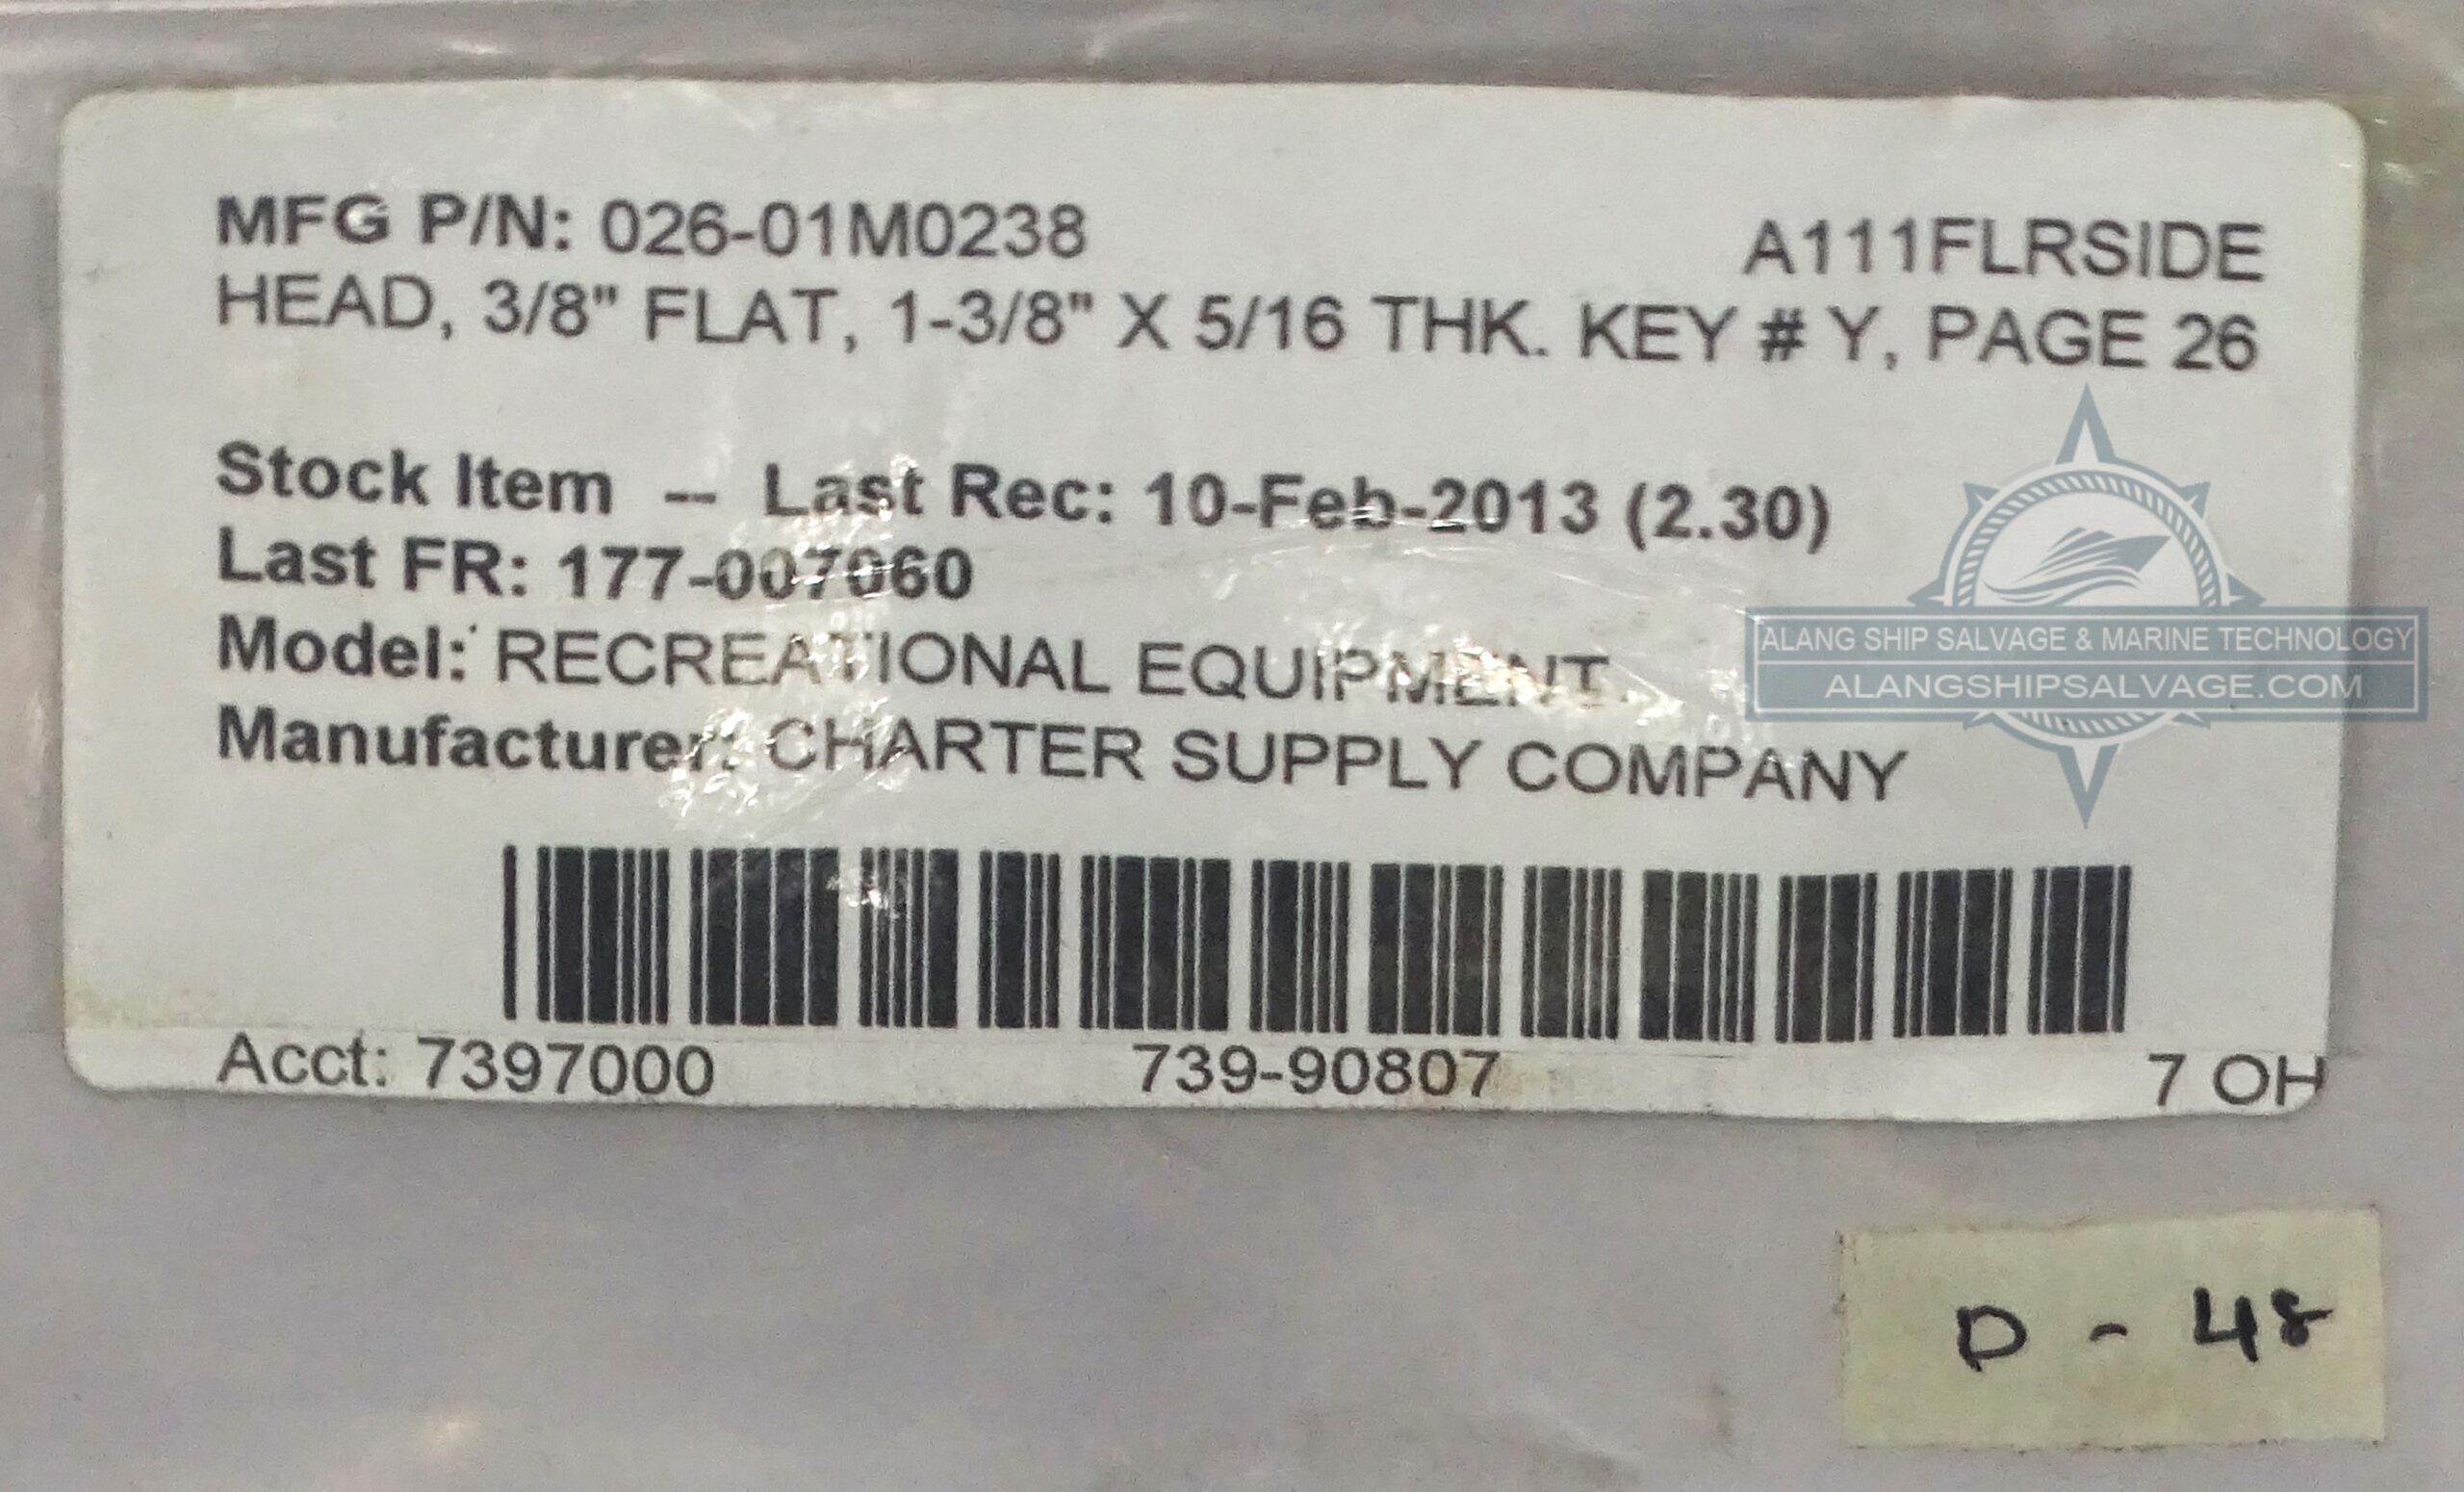 MFG P/N: 026-01M0238 A111FLRSIDE
HEAD, 3/8" FLAT, 1-3/8" X 5/16 THK. KEY # Y, PAGE 26
Stock Item -- Last Rec: 10-Feb-2013 (2.30)
Last FR: 177-007060
Model: RECREATIONAL EQUIPMENT
Manufacturer: CHARTER SUPPLY COMPANY
ALANG SHIP SALVAGE & MARINE TECHNOLOGY
ALANGSHIPSALVAGE.COM
Acct: 7397000 739-90807 7 OH
D - 48